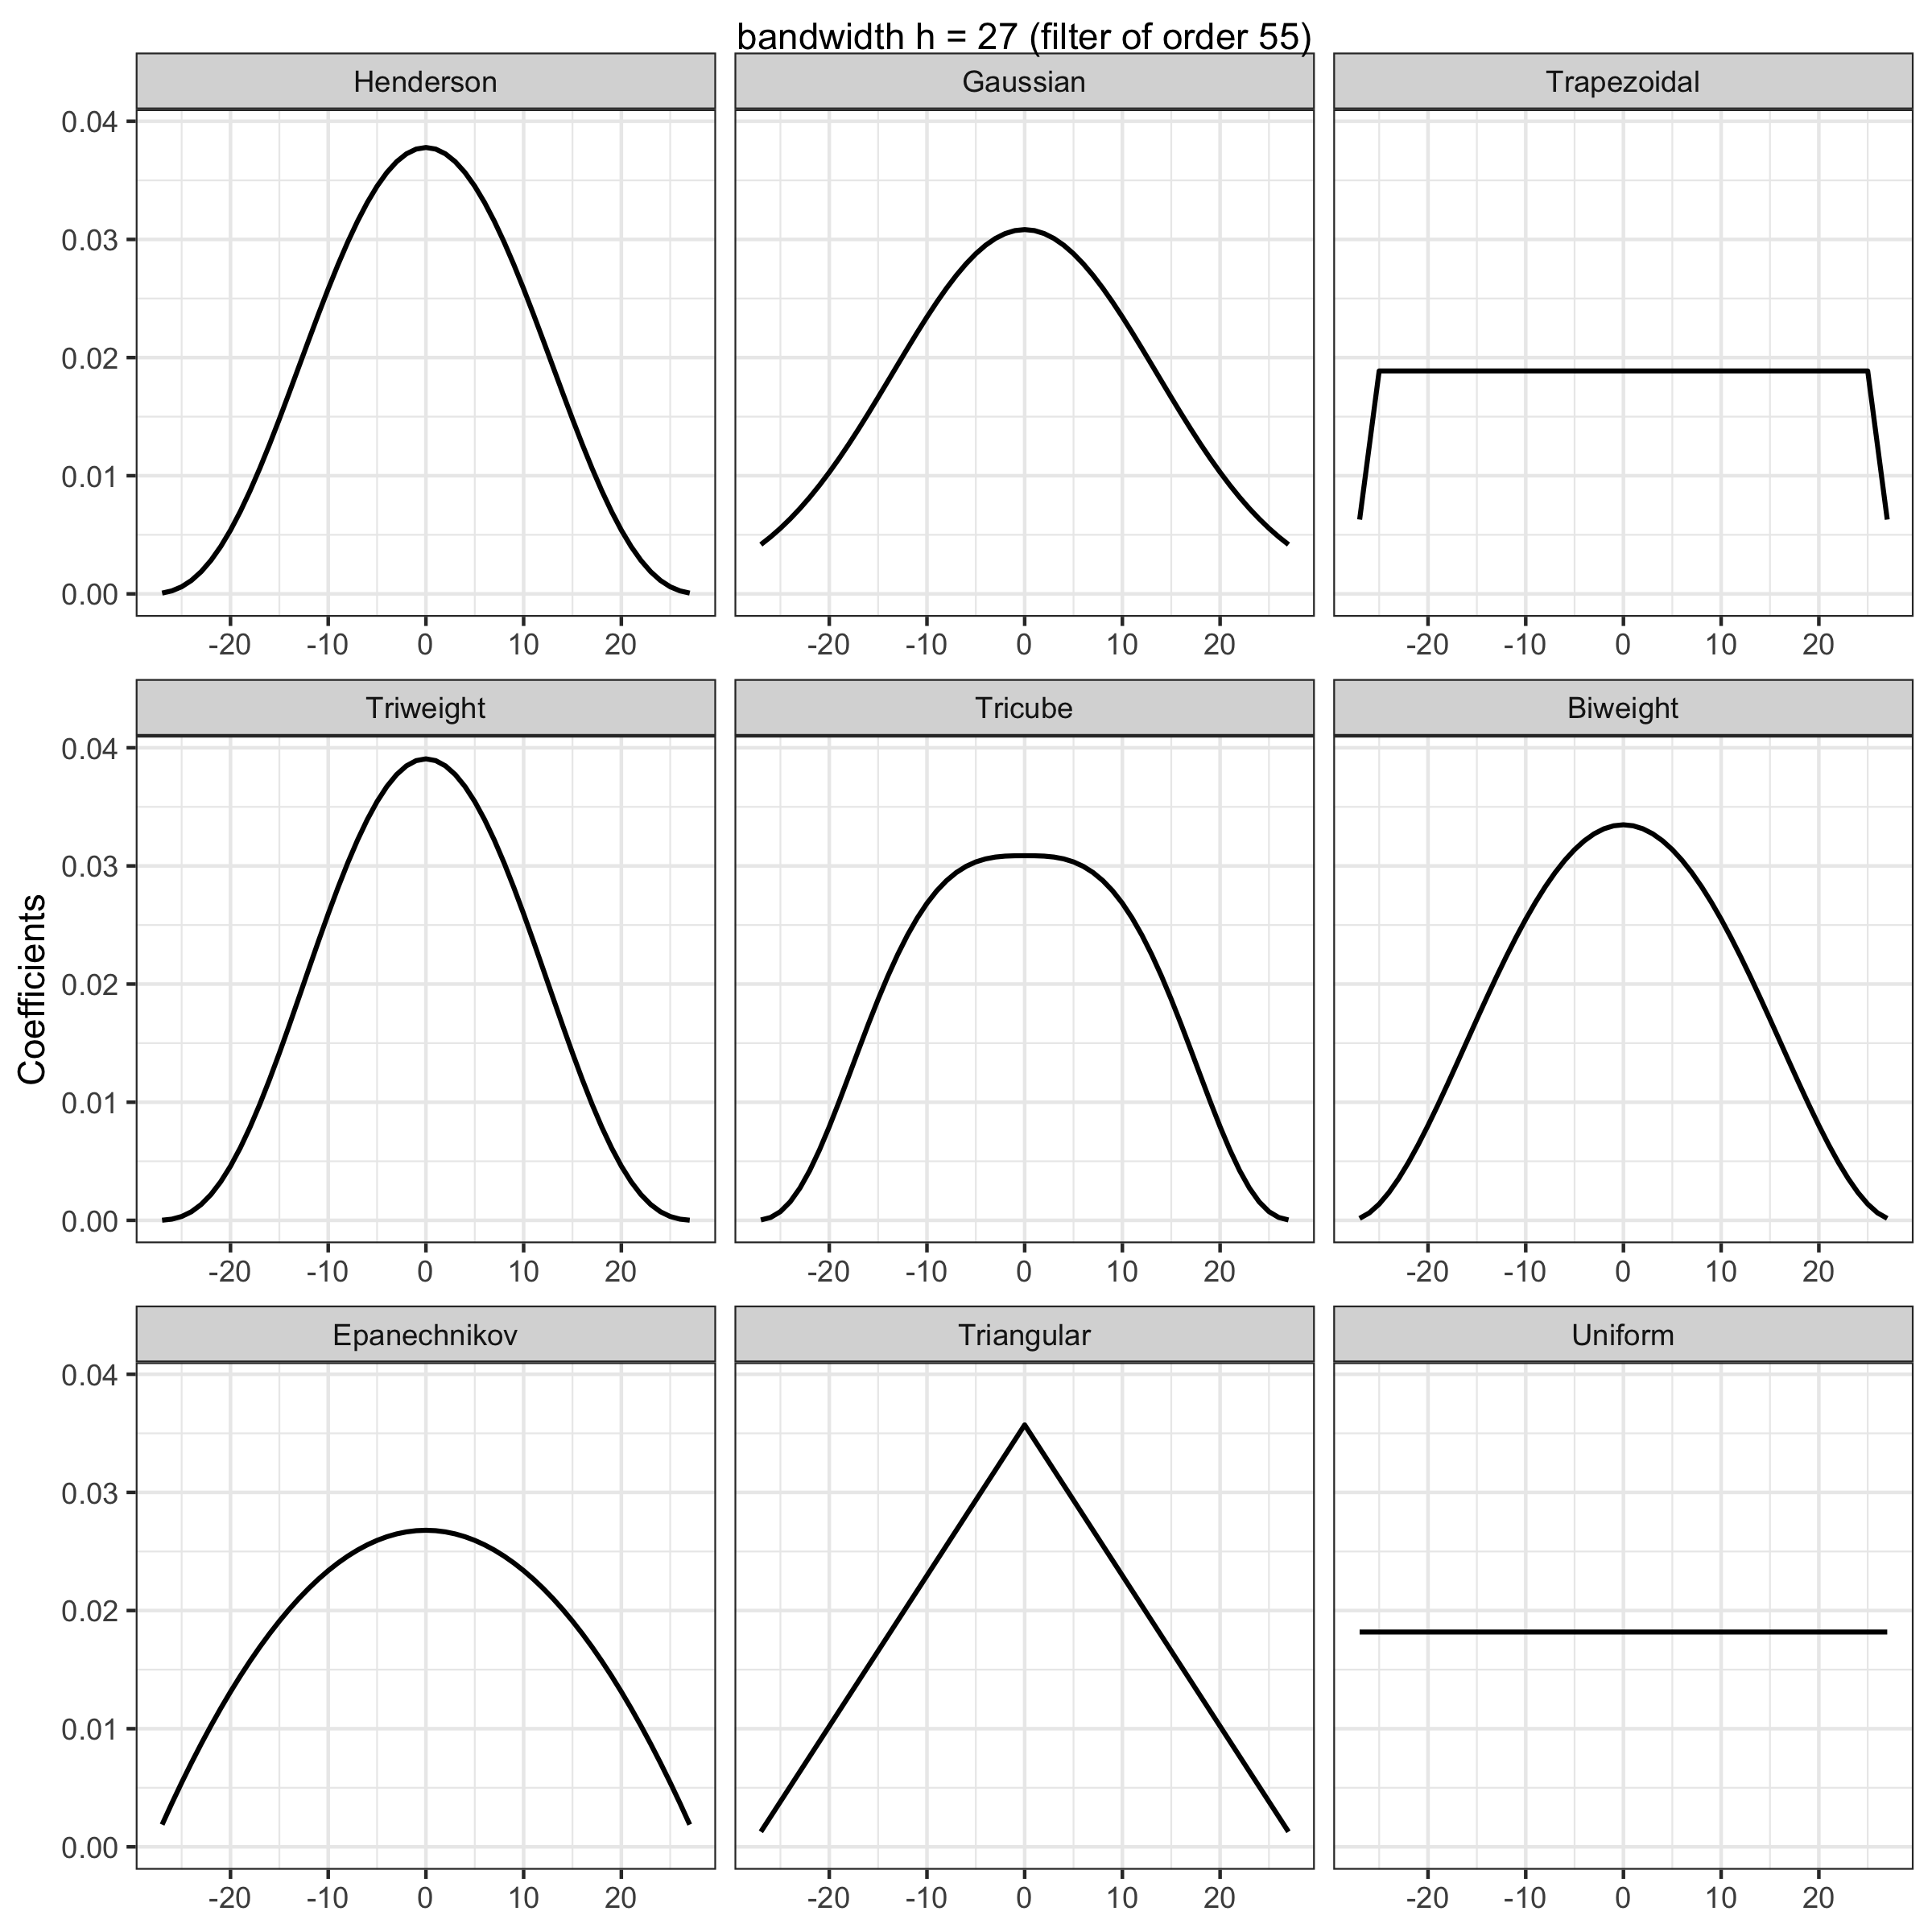 bandwidth h = 27 (filter of order 55)
Henderson
Gaussian
Trapezoidal
0.04
0.03
0.02
0.01
0.00
-20 -10 0 10 20
-20 -10 0 10 20
-20 -10 0 10 20
Triweight
Tricube
Biweight
0.04
0.03
0.02
0.01
0.00
Coefficients
-20 -10 0 10 20
-20 -10 0 10 20
-20 -10 0 10 20
Epanechnikov
Triangular
Uniform
0.04
0.03
0.02
0.01
0.00
-20 -10 0 10 20
-20 -10 0 10 20
-20 -10 0 10 20